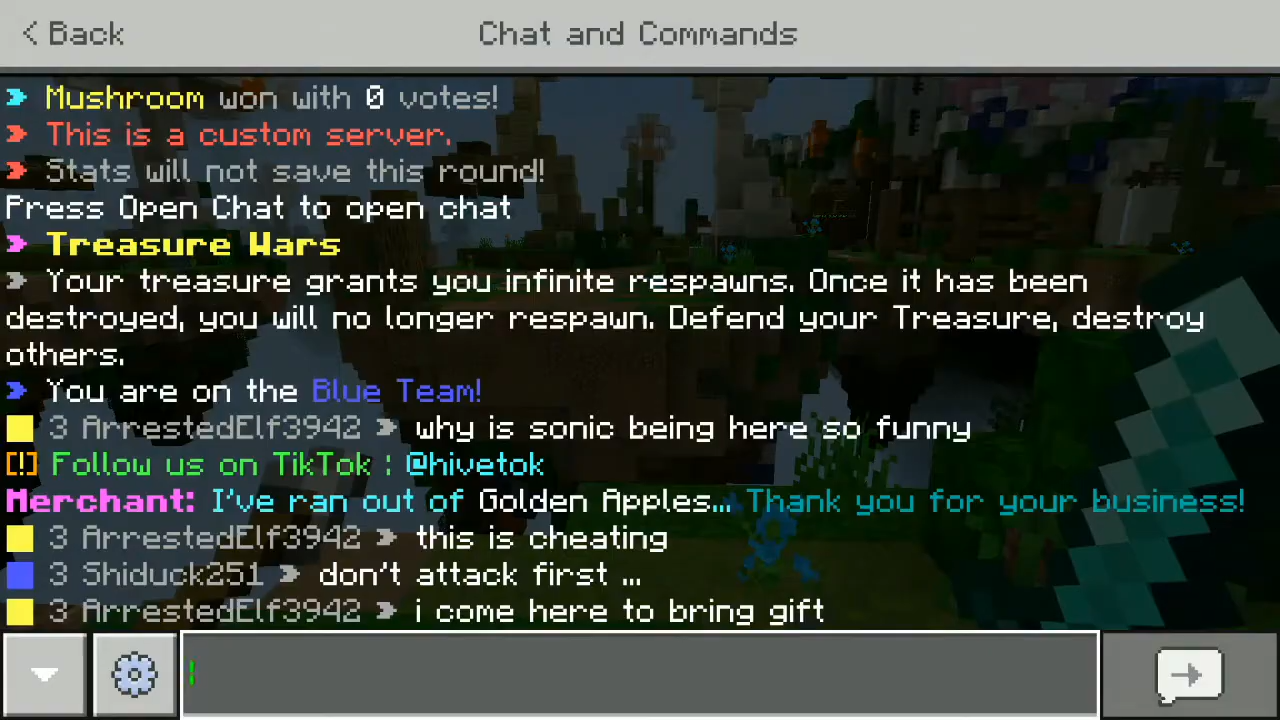 < Back
Chat and Commands
Mushroom won with 0 votes!
This is a custom server.
Stats will not save this round!
Press Open Chat to open chat
Treasure Wars
Your treasure grants you infinite respawns. Once it has been
destroyed, you will no longer respawn. Defend your Treasure, destroy
others.
You are on the Blue Team!
3 ArrestedElf3942 » why is sonic being here so funny
[!] Follow us on TikTok : @hivetok
Merchant: I've ran out of Golden Apples... Thank you for your business!
3 ArrestedElf3942 » this is cheating
3 Shiduck251 » don't attack first ...
3 ArrestedElf3942 » i come here to bring gift